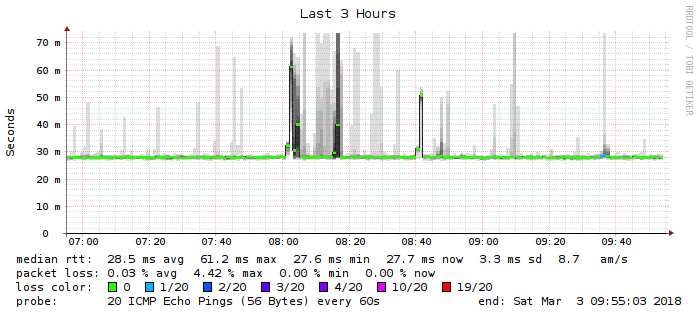 Last 3 Hours
RRDTOOL / TOBI OETIKER
Seconds
70 m
60 m
50 m
40 m
30 m
20 m
10 m
0
07:00 07:20 07:40 08:00 08:20 08:40 09:00 09:20 09:40
median rtt: 28.5 ms avg 61.2 ms max 27.6 ms min 27.7 ms now 3.3 ms sd 8.7 am/s
packet loss: 0.03 % avg 4.42 % max 0.00 % min 0.00 % now
loss color: 0 1/20 2/20 3/20 4/20 10/20 19/20
probe: 20 ICMP Echo Pings (56 Bytes) every 60s end: Sat Mar 3 09:55:03 2018